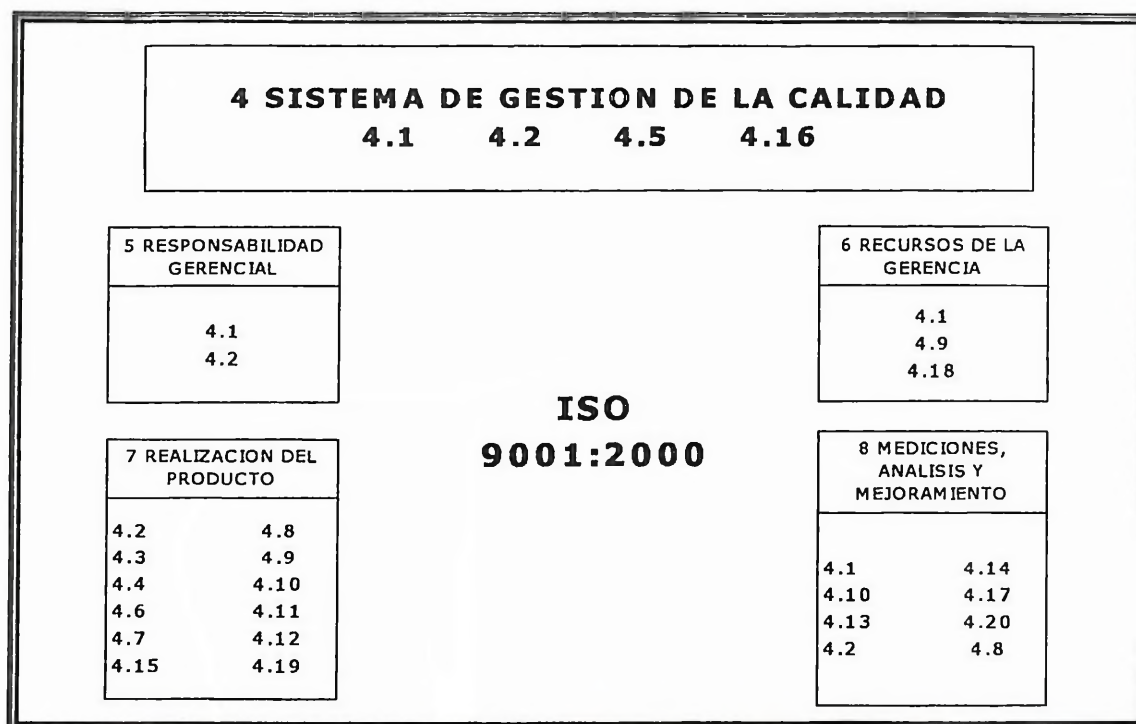 4 SISTEMA DE GESTION DE LA CALIDAD
4.1 4.2 4.5 4.16
5 RESPONSABILIDAD
GERENCIAL
4.1
4.2
6 RECURSOS DE LA
GERENCIA
4.1
4.9
4.18
ISO
9001:2000
7 REALIZACION DEL
PRODUCTO
4.2 4.8
4.3 4.9
4.4 4.10
4.6 4.11
4.7 4.12
4.15 4.19
8 MEDICIONES,
ANALISIS Y
MEJORAMIENTO
4.1 4.14
4.10 4.17
4.13 4.20
4.2 4.8